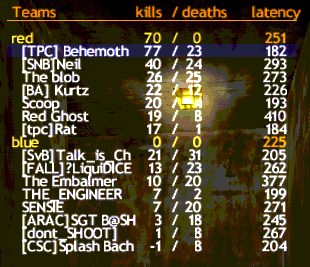 Teams kills / deaths latency
red 70 / 0 251
[TPC] Behemoth 77 / 23 182
[SNB]Neil 40 / 24 293
The blob 26 / 25 273
[BA] Kurtz 22 / 12 226
Scoop 20 / 193
Red Ghost 19 / 8 410
[tpc]Rat 17 / 1 184
blue 0 / 0 225
[SvB]Talk_is_Ch 21 / 31 205
[FALL]?LiquiDICE 13 / 23 262
The Embalmer 10 / 20 377
THE_ENGINEER 7 / 2 199
SENSIE 7 / 20 271
[ARAC]SGT B@SH 3 / 18 245
[dont_SHOOT] 1 / 8 267
[CSC]Splash Bach -1 / 8 204